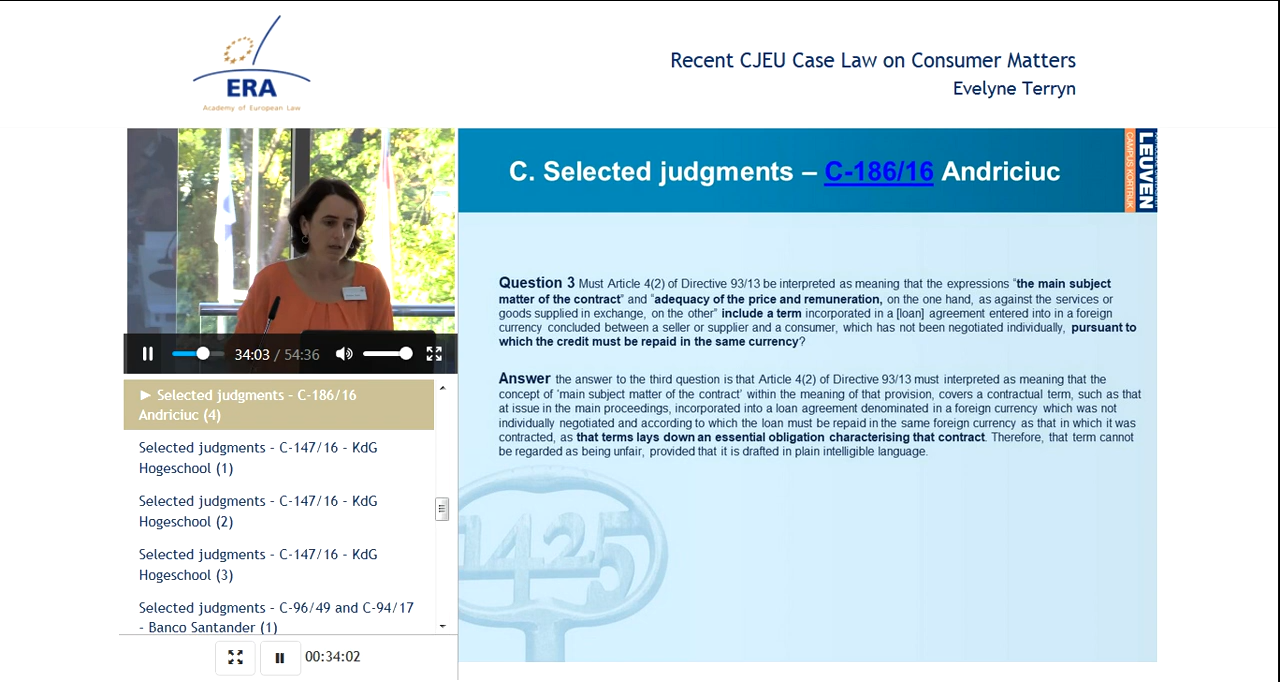 ERA
Academy of European Law
Recent CJEU Case Law on Consumer Matters
Evelyne Terryn
34:03 / 54:36
► Selected judgments - C-186/16
Andriciuc (4)
Selected judgments - C-147/16 - KdG
Hogeschool (1)
Selected judgments - C-147/16 - KdG
Hogeschool (2)
Selected judgments - C-147/16 - KdG
Hogeschool (3)
Selected judgments - C-96/49 and C-94/17
- Banco Santander (1)
00:34:02
C. Selected judgments – C-186/16 Andriciuc
LEUVEN
CAMPUS KORTRIJK
Question 3 Must Article 4(2) of Directive 93/13 be interpreted as meaning that the expressions "the main subject
matter of the contract" and "adequacy of the price and remuneration, on the one hand, as against the services or
goods supplied in exchange, on the other" include a term incorporated in a [loan] agreement entered into in a foreign
currency concluded between a seller or supplier and a consumer, which has not been negotiated individually, pursuant to
which the credit must be repaid in the same currency?
Answer the answer to the third question is that Article 4(2) of Directive 93/13 must interpreted as meaning that the
concept of 'main subject matter of the contract' within the meaning of that provision, covers a contractual term, such as that
at issue in the main proceedings, incorporated into a loan agreement denominated in a foreign currency which was not
individually negotiated and according to which the loan must be repaid in the same foreign currency as that in which it was
contracted, as that terms lays down an essential obligation characterising that contract. Therefore, that term cannot
be regarded as being unfair, provided that it is drafted in plain intelligible language.
1425